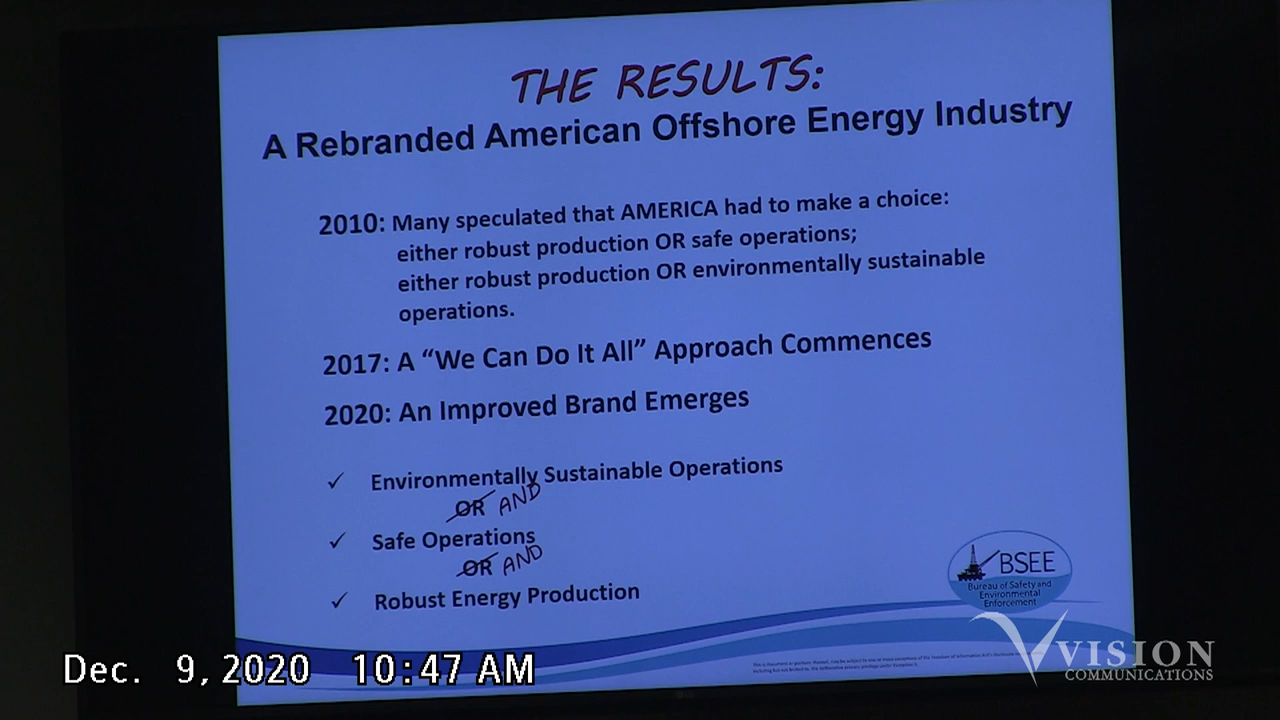 THE RESULTS:
A Rebranded American Offshore Energy Industry
2010: Many speculated that AMERICA had to make a choice:
either robust production OR safe operations;
either robust production OR environmentally sustainable
operations.
2017: A “We Can Do It All” Approach Commences
2020: An Improved Brand Emerges
✓ Environmentally Sustainable Operations
OR AND
✓ Safe Operations
OR AND
✓ Robust Energy Production
BSEE
Bureau of Safety and
Environmental
Enforcement
VISION
COMMUNICATIONS
Dec. 9, 2020 10:47 AM